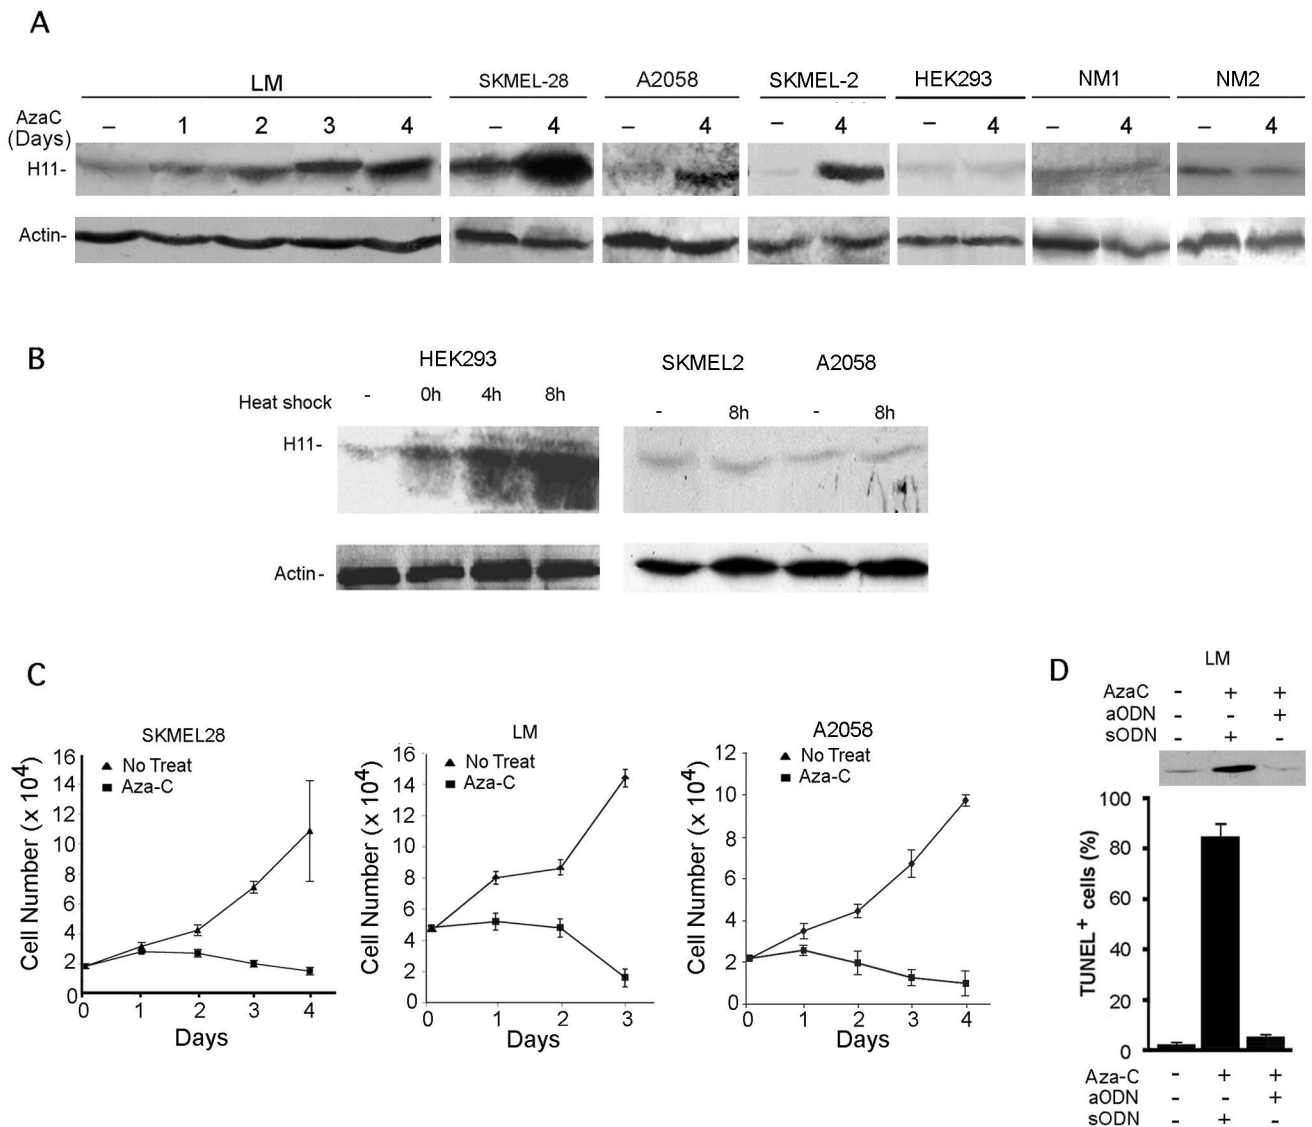 A
LM SKMEL-28 A2058 SKMEL-2 HEK293 NM1 NM2
AzaC
(Days) – 1 2 3 4 – 4 – 4 – 4 – 4 – 4 – 4
H11-
Actin-
B
HEK293 SKMEL2 A2058
Heat shock - 0h 4h 8h - 8h - 8h
H11-
Actin-
C
SKMEL28
Cell Number (x 10⁴)
16
14
12
10
8
6
4
2
0
▲ No Treat
■ Aza-C
0 1 2 3 4
Days
LM
Cell Number (x 10⁴)
16
14
12
10
8
6
4
2
0
▲ No Treat
■ Aza-C
0 1 2 3
Days
A2058
Cell Number (x 10⁴)
12
10
8
6
4
2
0
▲ No Treat
■ Aza-C
0 1 2 3 4
Days
D
LM
AzaC - + +
aODN - - +
sODN - + -
TUNEL⁺ cells (%)
100
80
60
40
20
0
Aza-C - + +
aODN - - +
sODN - + -